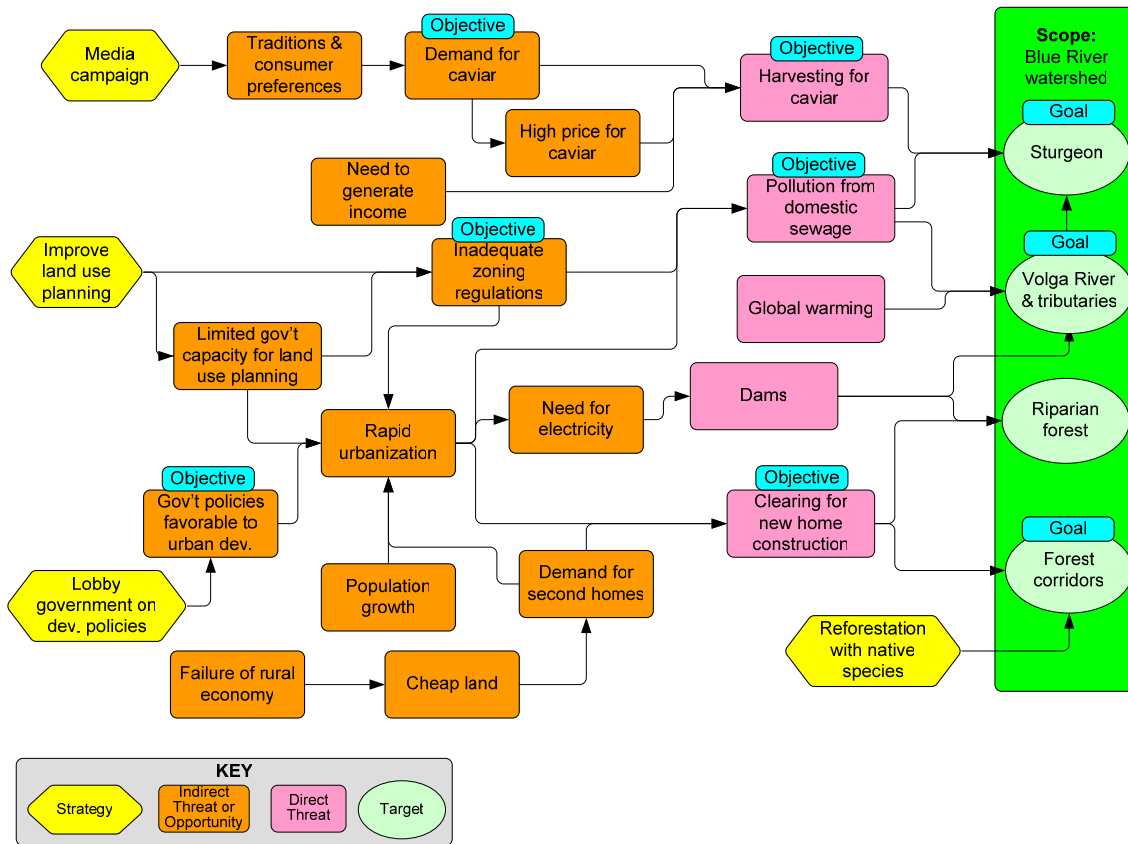 Objective
Media
campaign
Traditions &
consumer
preferences
Demand for
caviar
Objective
Harvesting for
caviar
Scope:
Blue River
watershed
Goal
Sturgeon
High price for
caviar
Need to
generate
income
Objective
Pollution from
domestic
sewage
Improve
land use
planning
Objective
Inadequate
zoning
regulations
Goal
Volga River
& tributaries
Global warming
Limited gov't
capacity for land
use planning
Rapid
urbanization
Need for
electricity
Dams
Riparian
forest
Objective
Gov't policies
favorable to
urban dev.
Objective
Clearing for
new home
construction
Goal
Forest
corridors
Lobby
government on
dev. policies
Population
growth
Demand for
second homes
Reforestation
with native
species
Failure of rural
economy
Cheap land
KEY
Strategy
Indirect
Threat or
Opportunity
Direct
Threat
Target